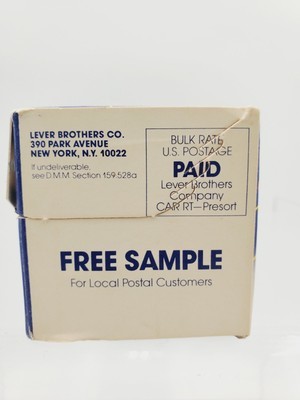 LEVER BROTHERS CO.
390 PARK AVENUE
NEW YORK, N.Y. 10022
If undeliverable,
see D.M.M. Section 159-528a
BULK RATE
U.S. POSTAGE
PAID
Lever Brothers
Company
CAR RT—Presort
FREE SAMPLE
For Local Postal Customers